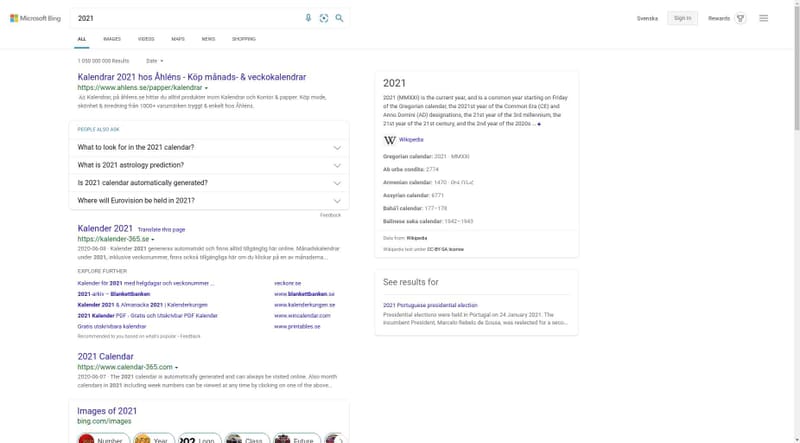 Microsoft Bing
2021
Svenska
Sign in
Rewards
ALL
IMAGES
VIDEOS
MAPS
NEWS
SHOPPING
1 050 000 000 Results
Date
Kalendrar 2021 hos Åhléns - Köp månads- & veckokalendrar
https://www.ahlens.se/papper/kalendrar
Ad Kalendrar, på åhlens.se hittar du alltid produkter inom Kalendrar och Kontor & papper. Köp mode,
skönhet & inredning från 1000+ varumärken tryggt & enkelt hos Åhléns.
PEOPLE ALSO ASK
What to look for in the 2021 calendar?
What is 2021 astrology prediction?
Is 2021 calendar automatically generated?
Where will Eurovision be held in 2021?
Feedback
Kalender 2021 Translate this page
https://kalender-365.se
2020-06-08 · Kalender 2021 genereras automatiskt och finns alltid tillgänglig här online. Månadskalendrar
under 2021, inklusive veckonummer, finns också tillgängliga här om du klickar på en av månaderna...
EXPLORE FURTHER
Kalender för 2021 med helgdagar och veckonummer ...
veckonr.se
2021-arkiv – Blankettbanken
www.blankettbanken.se
Kalender 2021 & Almanacka 2021 | Kalenderkungen
www.kalenderkungen.se
2021 Kalender PDF - Gratis och Utskrivbar PDF Kalender
www.wincalendar.com
Gratis utskrivbara kalendrar
www.printables.se
Recommended to you based on what's popular • Feedback
2021 Calendar
https://www.calendar-365.com
2020-06-07 · The 2021 calendar is automatically generated and can always be visited online. Also month
calendars in 2021 including week numbers can be viewed at any time by clicking on one of the above...
Images of 2021
bing.com/images
Number
Year
Logo
Class
Future
2021
2021 (MMXXI) is the current year, and is a common year starting on Friday
of the Gregorian calendar, the 2021st year of the Common Era (CE) and
Anno Domini (AD) designations, the 21st year of the 3rd millennium, the
21st year of the 21st century, and the 2nd year of the 2020s ...
Wikipedia
Gregorian calendar: 2021 · MMXXI
Ab urbe condita: 2774
Armenian calendar: 1470 ·
Assyrian calendar: 6771
Bahá'í calendar: 177–178
Balinese saka calendar: 1942–1943
Data from: Wikipedia
Wikipedia text under CC-BY-SA license
See results for
2021 Portuguese presidential election
Presidential elections were held in Portugal on 24 January 2021. The
incumbent President, Marcelo Rebelo de Sousa, was reelected for a seco...